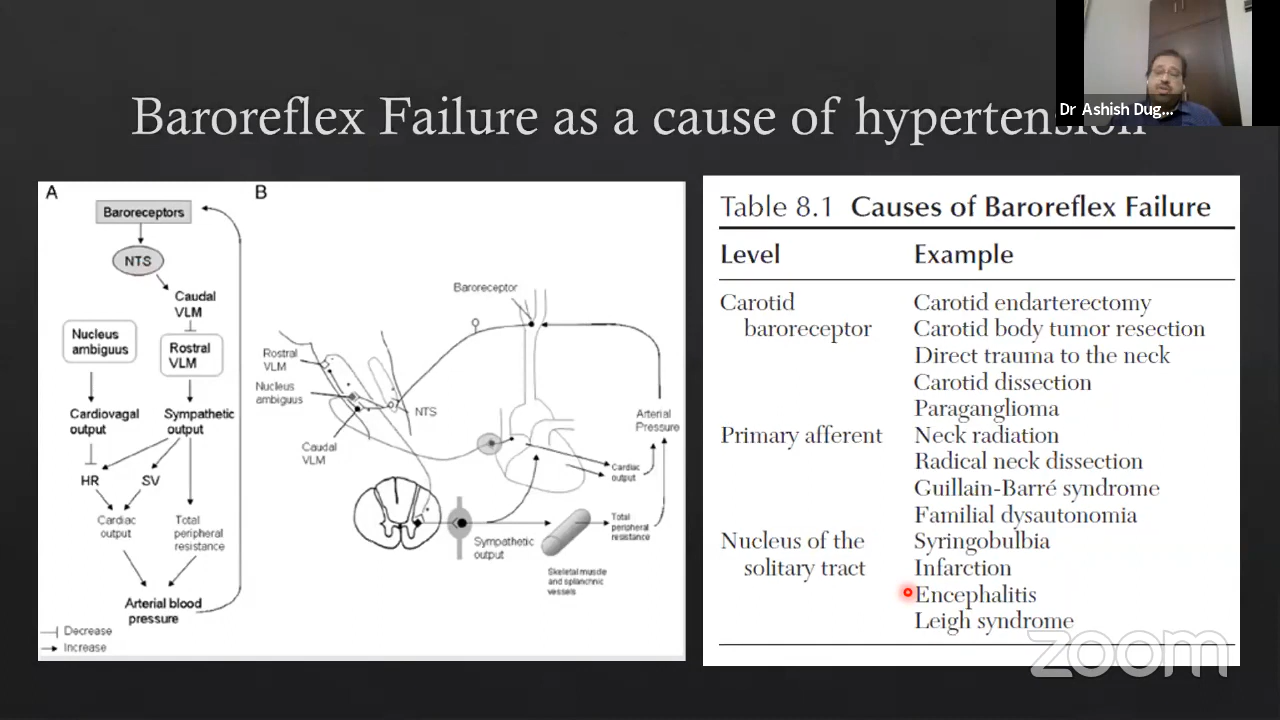 Baroreflex Failure as a cause of hypertension
Dr Ashish Dug...
A
Baroreceptors
NTS
Caudal
VLM
Nucleus
ambiguus
Rostral
VLM
Cardiovagal
output
Sympathetic
output
HR
SV
Cardiac
output
Total
peripheral
resistance
Arterial blood
pressure
Decrease
Increase
B
Baroreceptor
Rostral
VLM
Nucleus
ambiguus
NTS
Caudal
VLM
Arterial
Pressure
Cardiac
output
Sympathetic
output
Total
peripheral
resistance
Skeletal muscle
and splanchnic
vessels
Table 8.1 Causes of Baroreflex Failure
Level Example
Carotid Carotid endarterectomy
baroreceptor Carotid body tumor resection
Direct trauma to the neck
Carotid dissection
Paraganglioma
Primary afferent Neck radiation
Radical neck dissection
Guillain-Barré syndrome
Familial dysautonomia
Nucleus of the Syringobulbia
solitary tract Infarction
Encephalitis
Leigh syndrome
zoom